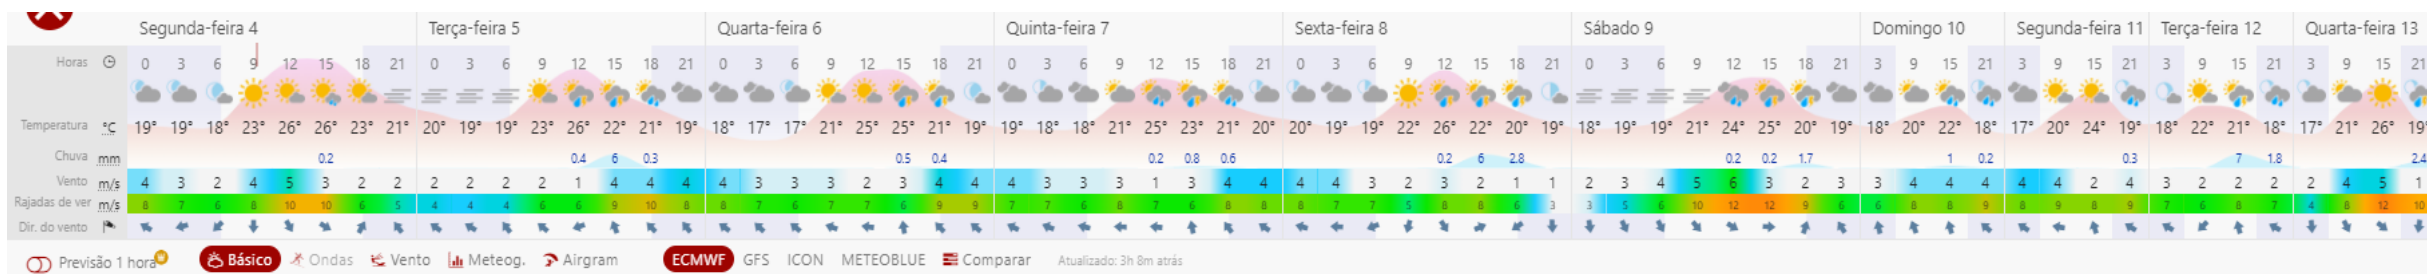 Segunda-feira 4 Terça-feira 5 Quarta-feira 6 Quinta-feira 7 Sexta-feira 8 Sábado 9 Domingo 10 Segunda-feira 11 Terça-feira 12 Quarta-feira 13
Horas 0 3 6 9 12 15 18 21 0 3 6 9 12 15 18 21 0 3 6 9 12 15 18 21 0 3 6 9 12 15 18 21 0 3 6 9 12 15 18 21 0 3 6 9 12 15 18 21 3 9 15 21 3 9 15 21 3 9 15 21 3 9 15 21
Temperatura °C 19° 19° 18° 23° 26° 26° 23° 21° 20° 19° 19° 23° 26° 22° 21° 19° 18° 17° 17° 21° 25° 25° 21° 19° 19° 18° 18° 21° 25° 23° 21° 20° 20° 19° 19° 22° 26° 22° 20° 19° 18° 19° 19° 21° 24° 25° 20° 19° 18° 20° 22° 18° 17° 20° 24° 19° 18° 22° 21° 18° 17° 21° 26° 19°
Chuva mm 0.2 0.4 6 0.3 0.5 0.4 0.2 0.8 0.6 0.2 6 2.8 0.2 0.2 1.7 1 0.2 0.3 7 1.8 2.4
Vento m/s 4 3 2 4 5 3 2 2 2 2 2 2 1 4 4 4 4 3 3 3 2 3 4 4 4 3 3 3 1 3 4 4 4 4 3 2 3 2 1 1 2 3 4 5 6 3 2 3 3 4 4 4 4 4 2 4 3 2 2 2 2 4 5 1
Rajadas de ver m/s 8 7 6 8 10 10 6 5 4 4 4 6 6 9 10 8 8 7 6 7 7 6 9 9 7 7 6 8 7 6 8 8 8 7 7 5 8 8 6 3 3 5 6 10 12 12 9 6 6 8 8 9 8 9 8 9 7 6 8 7 4 8 12 10
Dir. do vento
Previsão 1 hora Básico Ondas Vento Meteog. Airgram ECMWF GFS ICON METEOBLUE Comparar Atualizado: 3h 8m atrás